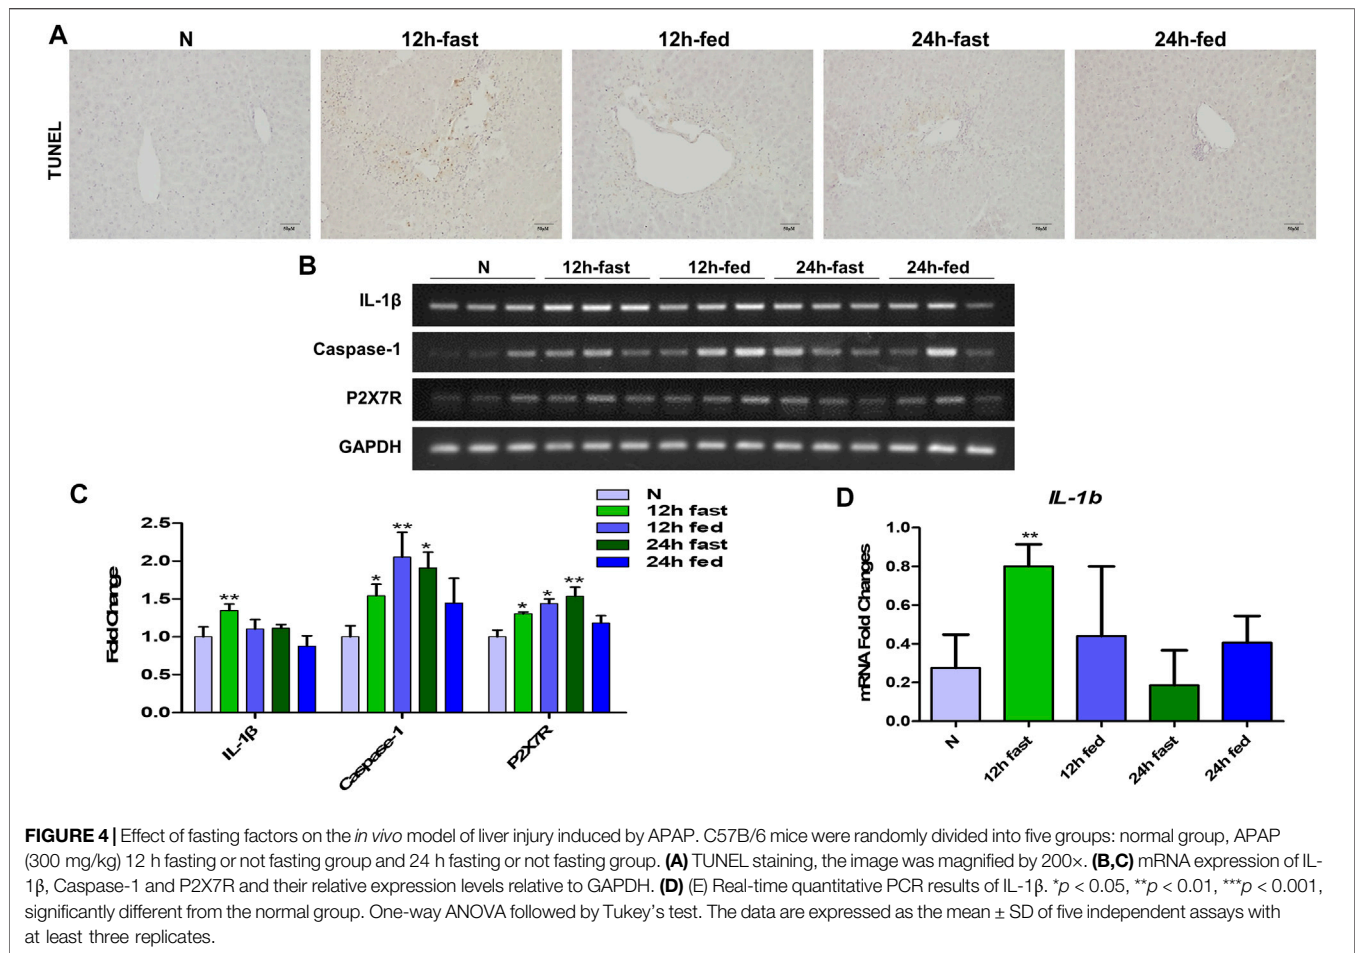 A
N
12h-fast
12h-fed
24h-fast
24h-fed
TUNEL
50μM
50μM
50μM
50μM
50μM
B
N
12h-fast
12h-fed
24h-fast
24h-fed
IL-1β
Caspase-1
P2X7R
GAPDH
C
N
12h fast
12h fed
24h fast
24h fed
Fold Change
2.5
2.0
1.5
1.0
0.5
0.0
**
*
**
*
*
*
**
IL-1β
Caspase-1
P2X7R
D
IL-1b
mRNA Fold Changes
1.0
0.8
0.6
0.4
0.2
0.0
**
N
12h fast
12h fed
24h fast
24h fed
FIGURE 4 | Effect of fasting factors on the in vivo model of liver injury induced by APAP. C57B/6 mice were randomly divided into five groups: normal group, APAP
(300 mg/kg) 12 h fasting or not fasting group and 24 h fasting or not fasting group. (A) TUNEL staining, the image was magnified by 200×. (B,C) mRNA expression of IL-
1β, Caspase-1 and P2X7R and their relative expression levels relative to GAPDH. (D) (E) Real-time quantitative PCR results of IL-1β. *p < 0.05, **p < 0.01, ***p < 0.001,
significantly different from the normal group. One-way ANOVA followed by Tukey's test. The data are expressed as the mean ± SD of five independent assays with
at least three replicates.